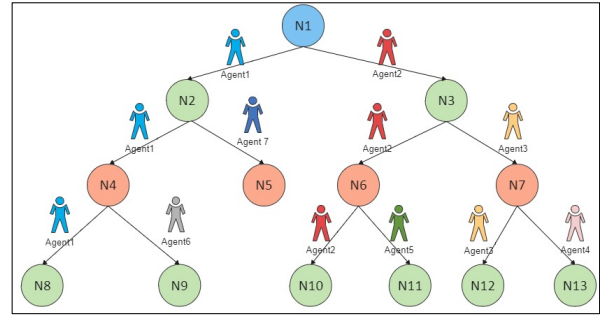 N1
Agent1
Agent2
N2
N3
Agent1
Agent 7
Agent2
Agent3
N4
N5
N6
N7
Agent1
Agent6
Agent2
Agent5
Agent3
Agent4
N8
N9
N10
N11
N12
N13